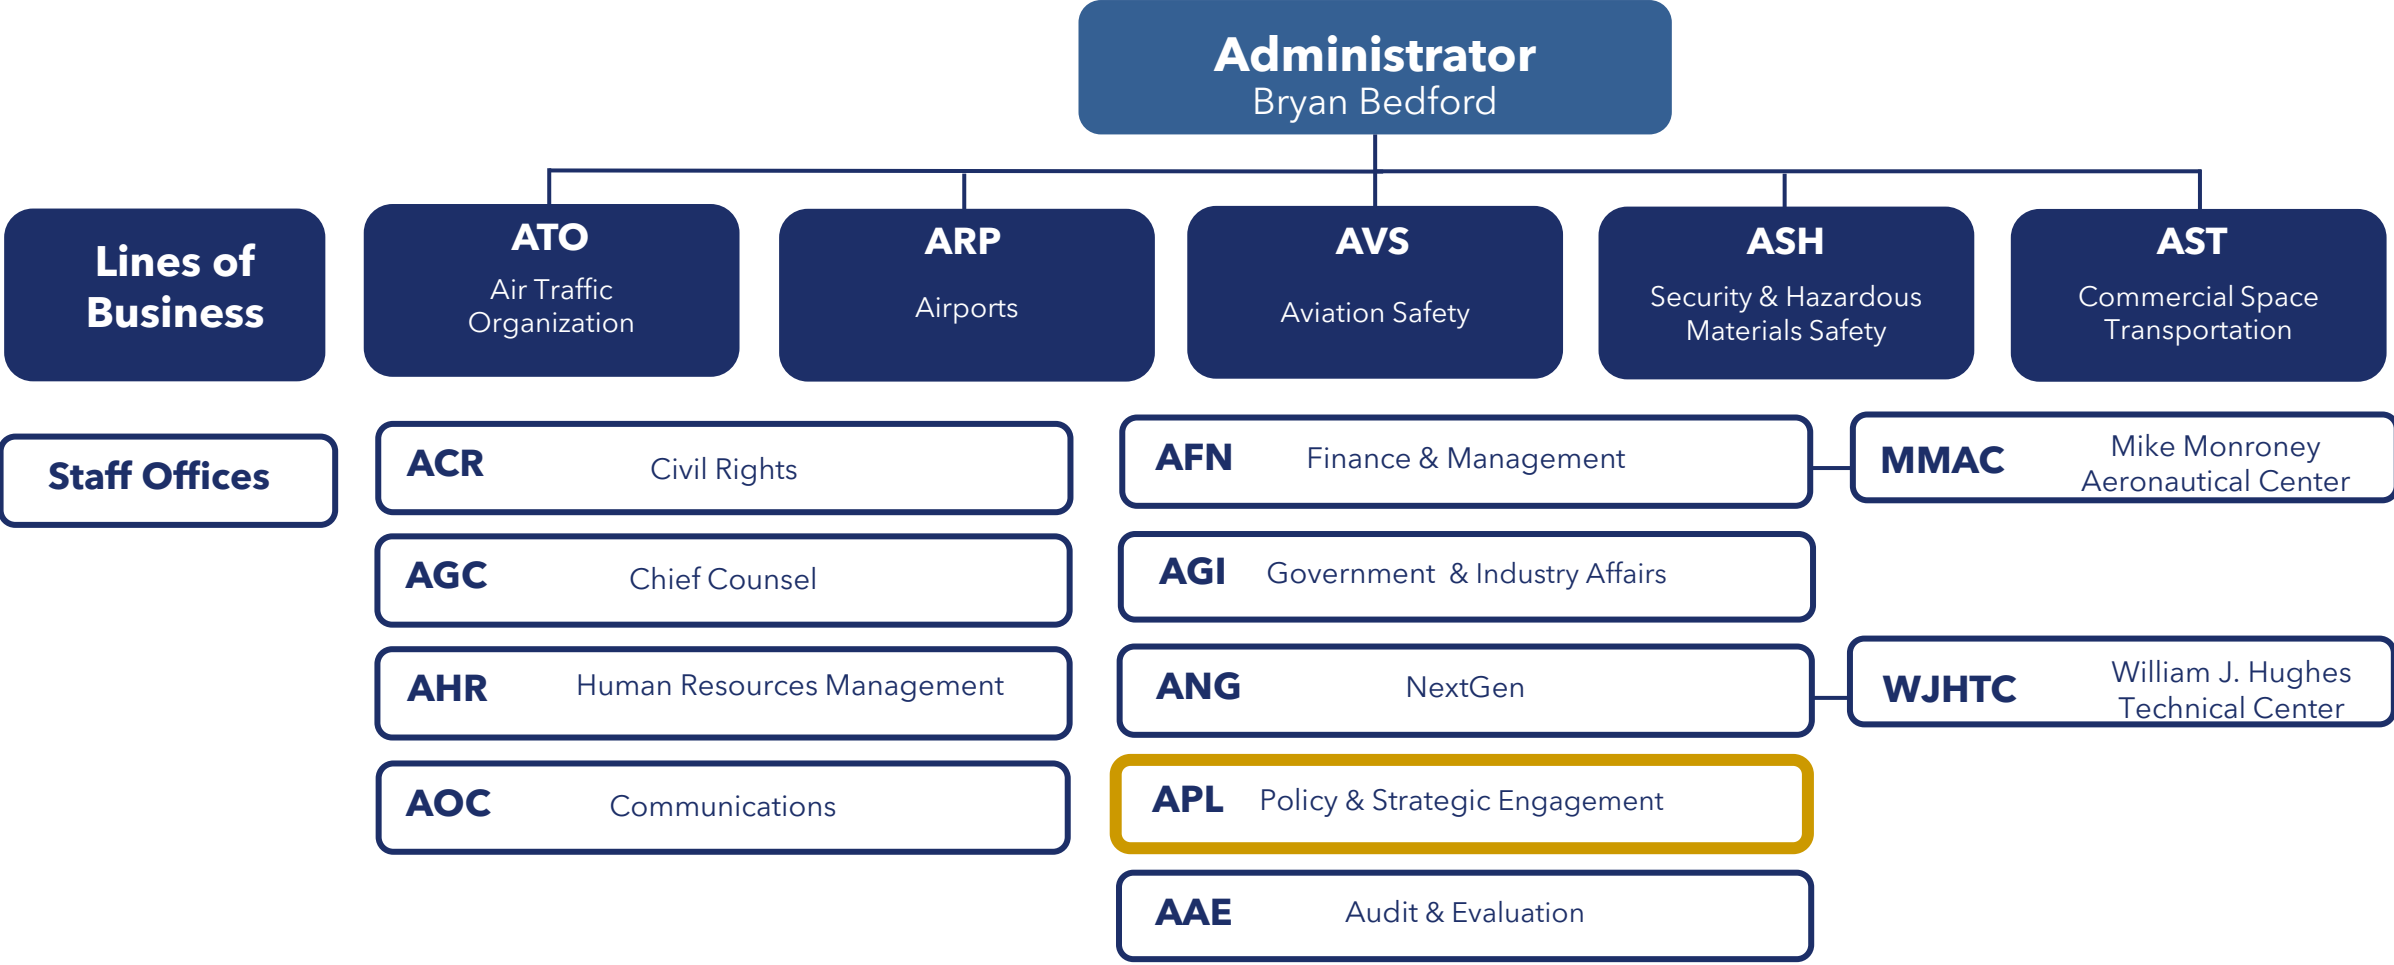 Administrator
Bryan Bedford
Lines of
Business
ATO
Air Traffic
Organization
ARP
Airports
AVS
Aviation Safety
ASH
Security & Hazardous
Materials Safety
AST
Commercial Space
Transportation
Staff Offices
ACR
Civil Rights
AGC
Chief Counsel
AHR
Human Resources Management
AOC
Communications
AFN
Finance & Management
MMAC
Mike Monroney
Aeronautical Center
AGI
Government & Industry Affairs
ANG
NextGen
WJHTC
William J. Hughes
Technical Center
APL
Policy & Strategic Engagement
AAE
Audit & Evaluation